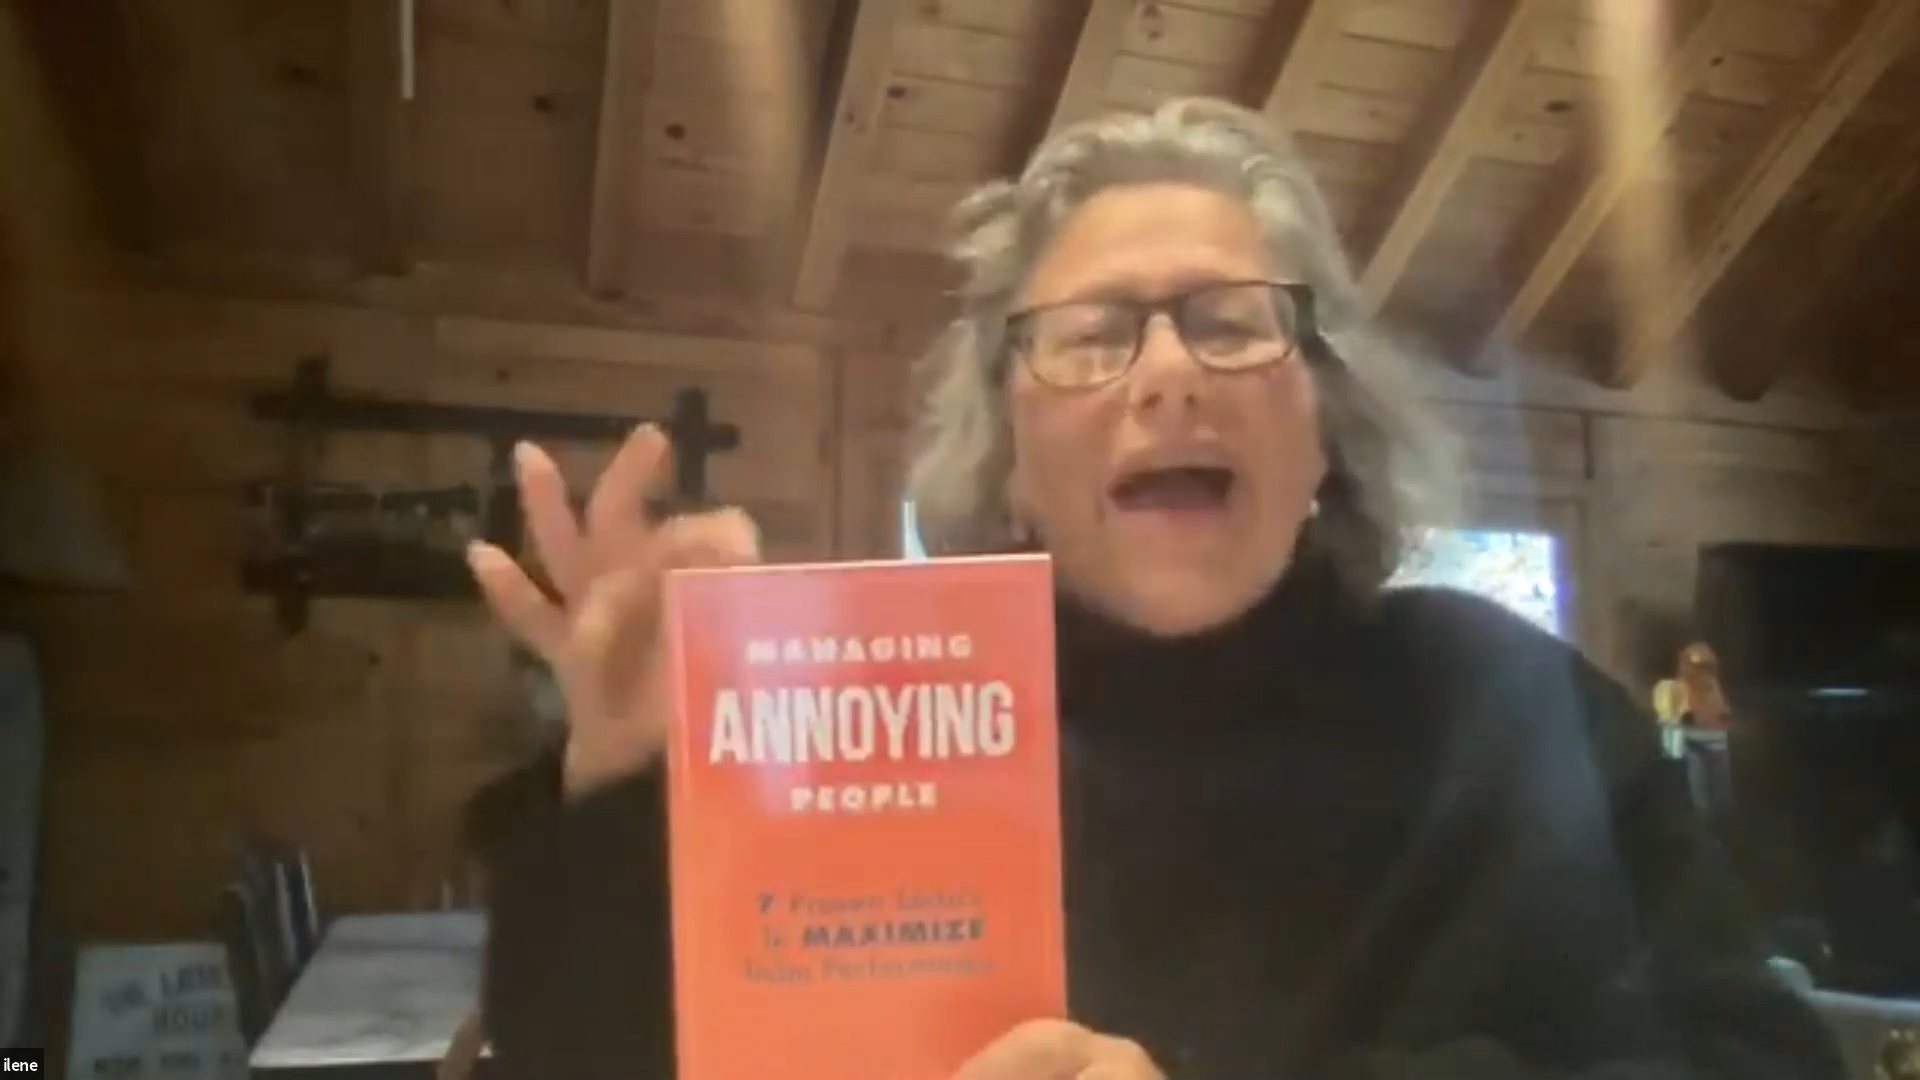 MANAGING
ANNOYING
PEOPLE
7 Proven Tactics
to MAXIMIZE
Team Performance
ilene